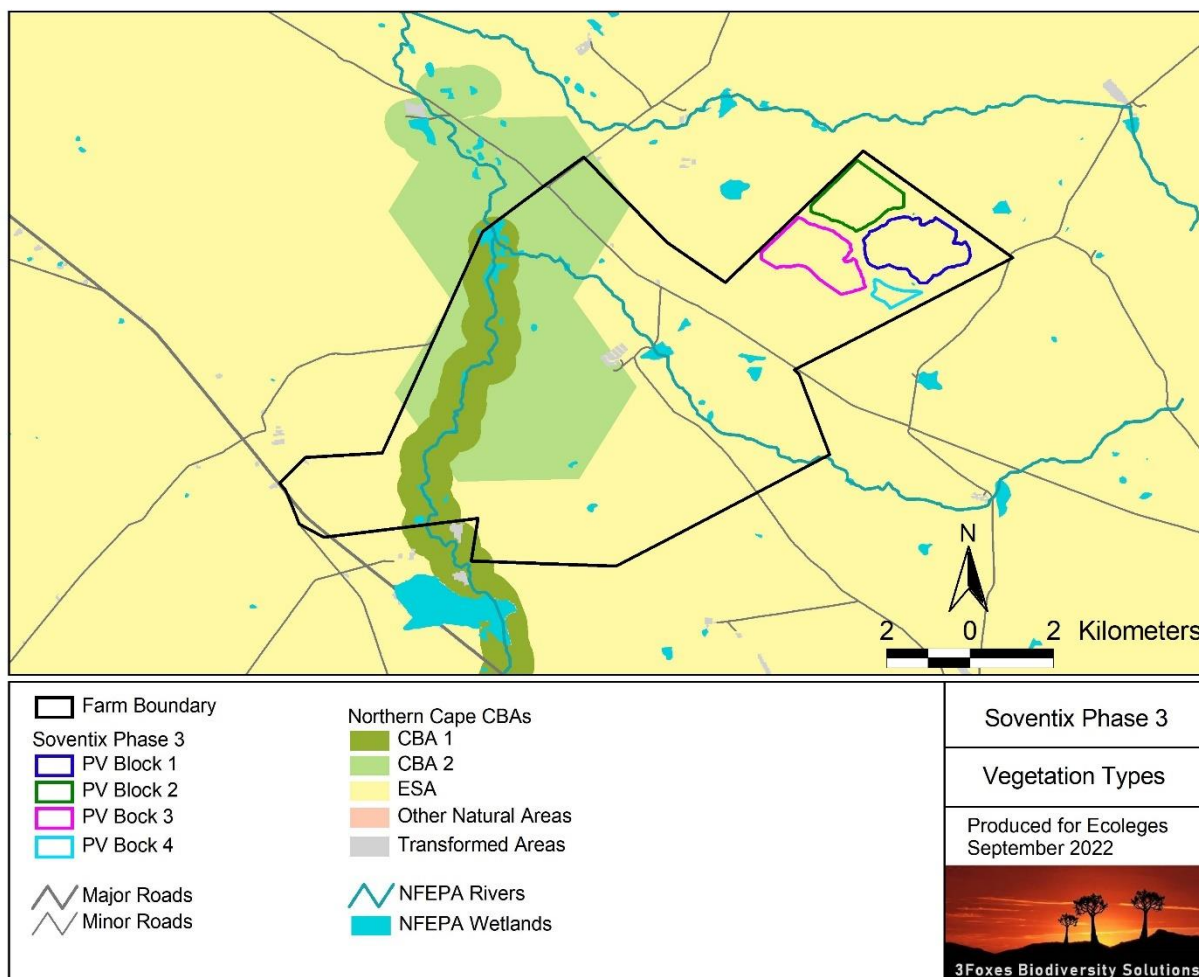 N
2 0 2 Kilometers
Farm Boundary
Soventix Phase 3
PV Block 1
PV Block 2
PV Bock 3
PV Bock 4
Major Roads
Minor Roads
Northern Cape CBAs
CBA 1
CBA 2
ESA
Other Natural Areas
Transformed Areas
NFEPA Rivers
NFEPA Wetlands
Soventix Phase 3
Vegetation Types
Produced for Ecoleges
September 2022
3Foxes Biodiversity Solutions